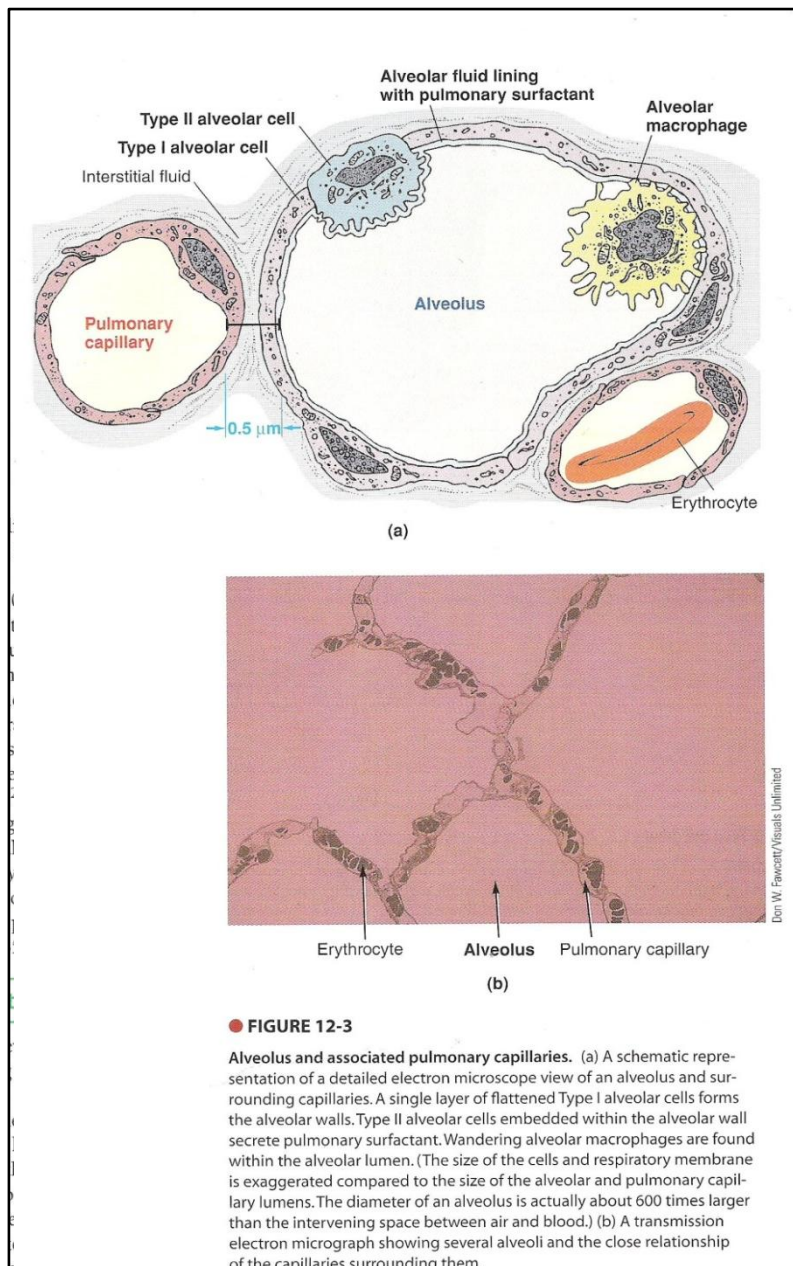 Alveolar fluid lining
with pulmonary surfactant
Alveolar
macrophage
Type II alveolar cell
Type I alveolar cell
Interstitial fluid
Pulmonary
capillary
Alveolus
0.5 μm
Erythrocyte
(a)
Erythrocyte
Alveolus
Pulmonary capillary
(b)
Don W. Fawcett/Visuals Unlimited
● FIGURE 12-3
Alveolus and associated pulmonary capillaries. (a) A schematic repre-
sentation of a detailed electron microscope view of an alveolus and sur-
rounding capillaries. A single layer of flattened Type I alveolar cells forms
the alveolar walls. Type II alveolar cells embedded within the alveolar wall
secrete pulmonary surfactant. Wandering alveolar macrophages are found
within the alveolar lumen. (The size of the cells and respiratory membrane
is exaggerated compared to the size of the alveolar and pulmonary capil-
lary lumens. The diameter of an alveolus is actually about 600 times larger
than the intervening space between air and blood.) (b) A transmission
electron micrograph showing several alveoli and the close relationship
of the capillaries surrounding them.